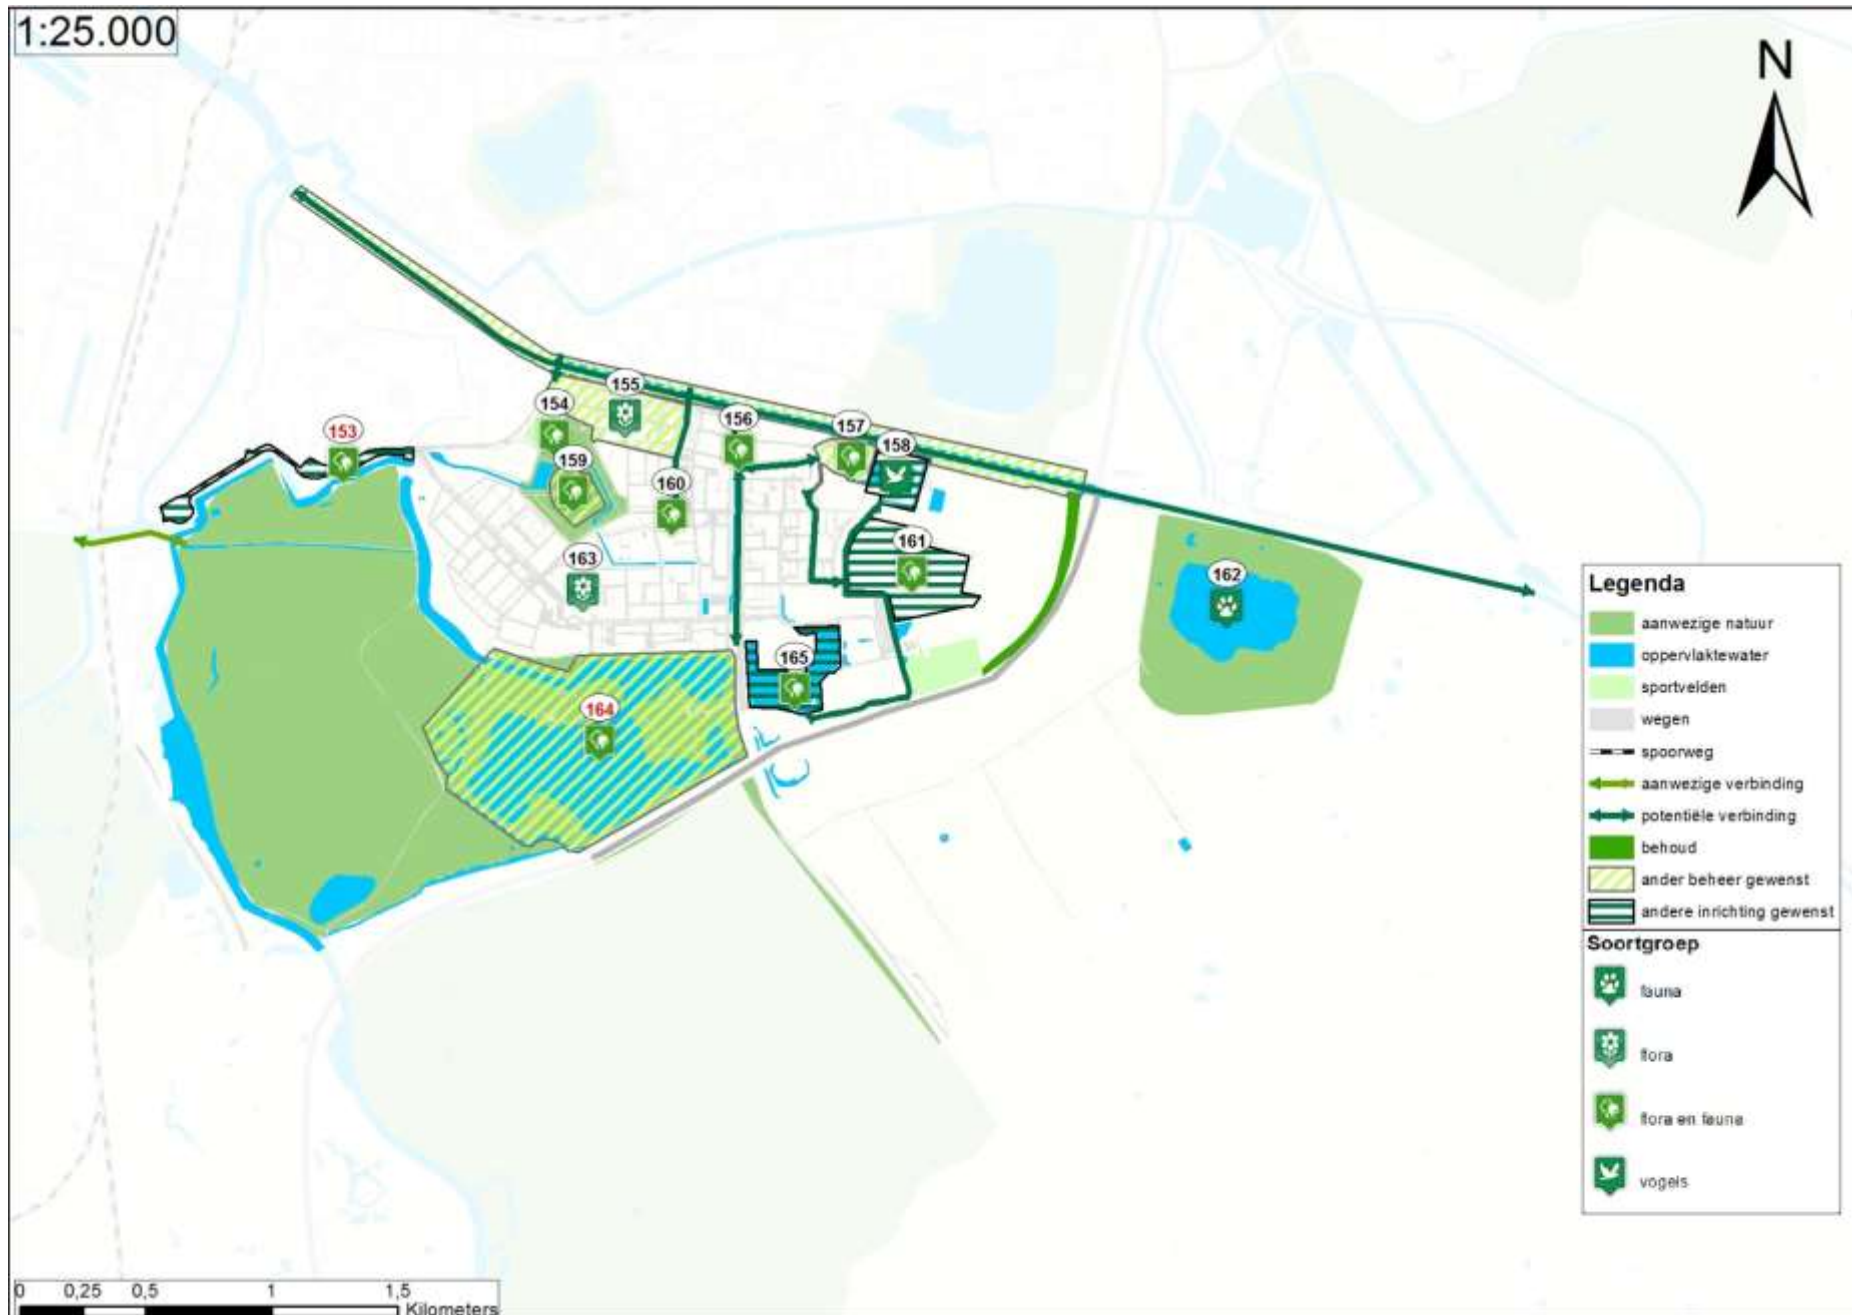 1:25.000
N
155
154
156
153
157
158
159
160
161
163
162
165
164
Legenda
aanwezige natuur
oppervlaktewater
sportvelden
wegen
spoorweg
aanwezige verbinding
potentiële verbinding
behoud
ander beheer gewenst
andere inrichting gewenst
Soortgroep
fauna
flora
flora en fauna
vogels
0 0,25 0,5 1 1,5
Kilometers